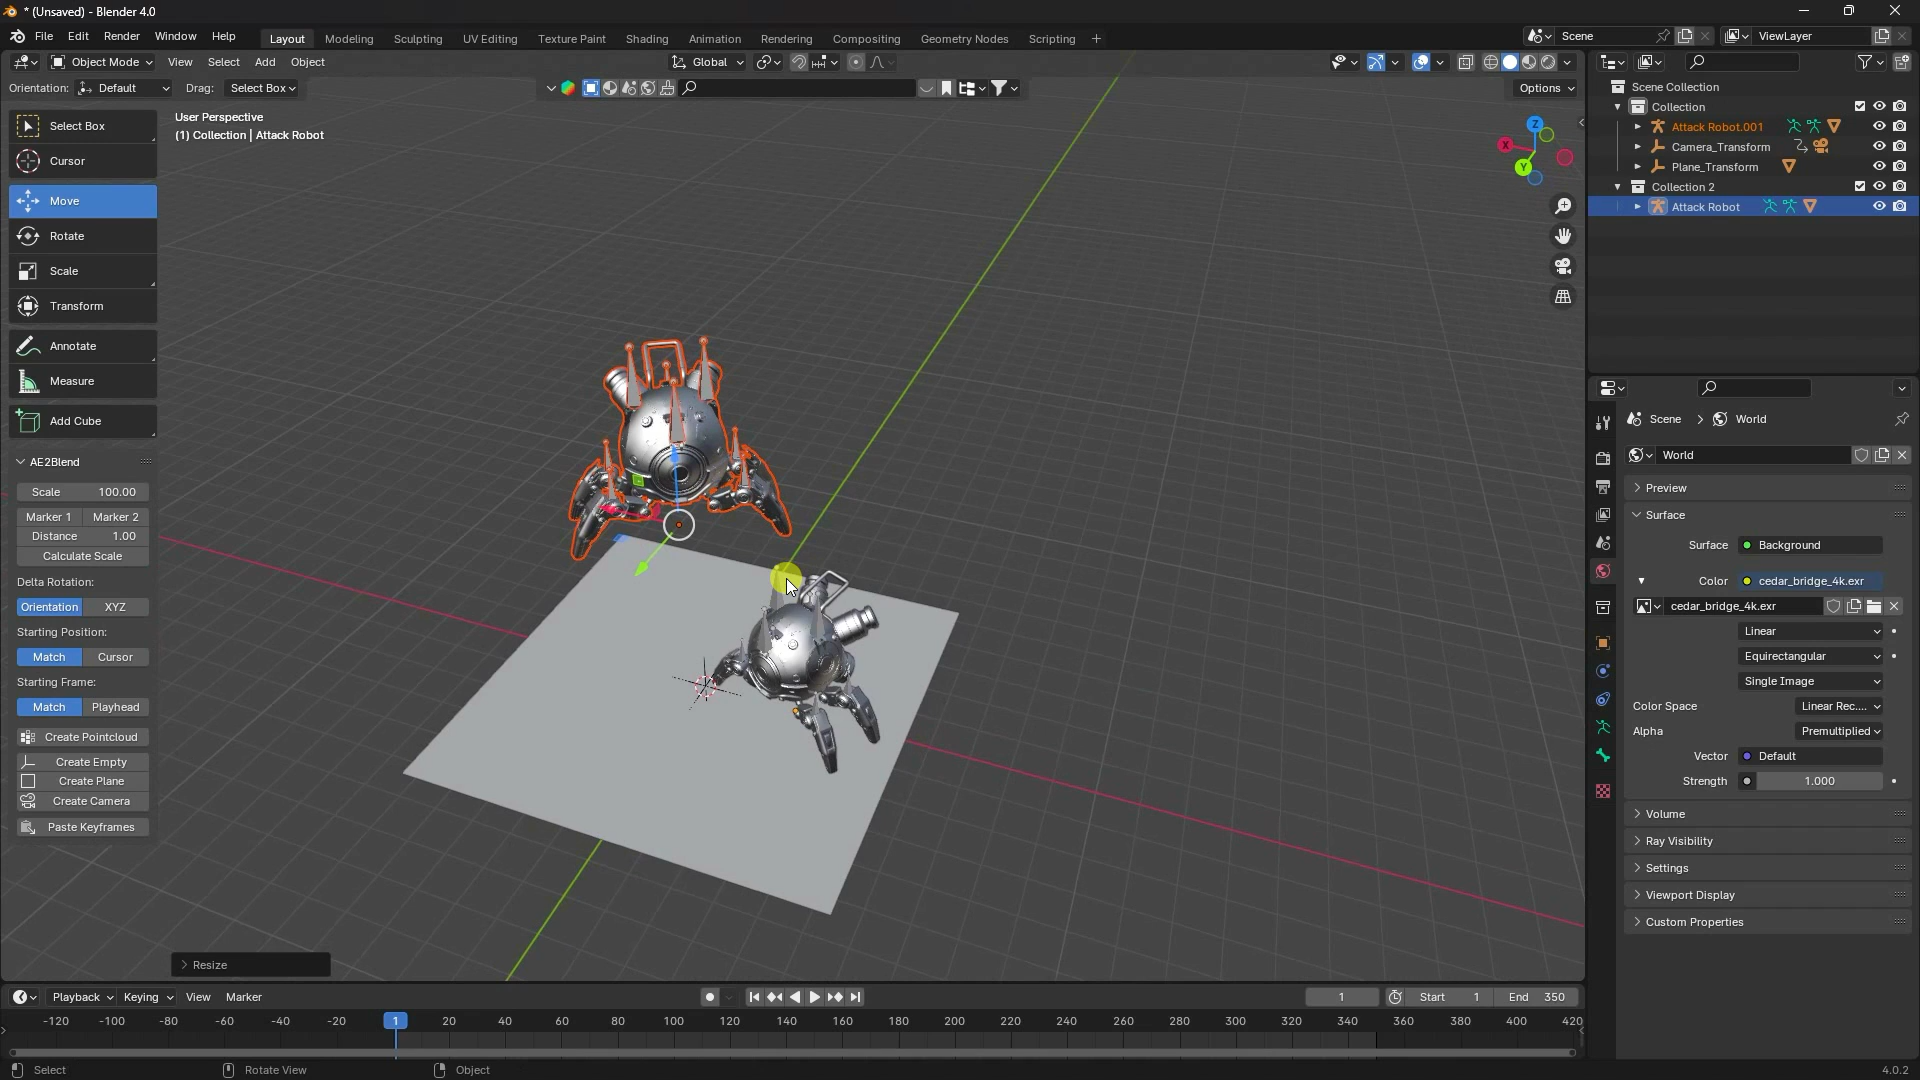 * (Unsaved) - Blender 4.0
File Edit Render Window Help
Layout Modeling Sculpting UV Editing Texture Paint Shading Animation Rendering Compositing Geometry Nodes Scripting +
Scene
ViewLayer
Object Mode View Select Add Object
Global
Orientation: Default Drag: Select Box
Options
User Perspective
(1) Collection | Attack Robot
Select Box
Cursor
Move
Rotate
Scale
Transform
Annotate
Measure
Add Cube
AE2Blend
Scale 100.00
Marker 1 Marker 2
Distance 1.00
Calculate Scale
Delta Rotation:
Orientation XYZ
Starting Position:
Match Cursor
Starting Frame:
Match Playhead
Create Pointcloud
Create Empty
Create Plane
Create Camera
Paste Keyframes
Z
X
Y
Resize
Scene Collection
Collection
Attack Robot.001
Camera_Transform
Plane_Transform
Collection 2
Attack Robot
Scene > World
World
Preview
Surface
Surface Background
Color cedar_bridge_4k.exr
cedar_bridge_4k.exr
Linear
Equirectangular
Single Image
Color Space Linear Rec....
Alpha Premultiplied
Vector Default
Strength 1.000
Volume
Ray Visibility
Settings
Viewport Display
Custom Properties
Playback Keying View Marker
1 Start 1 End 350
-120 -100 -80 -60 -40 -20 1 20 40 60 80 100 120 140 160 180 200 220 240 260 280 300 320 340 360 380 400 420
Select Rotate View Object
4.0.2